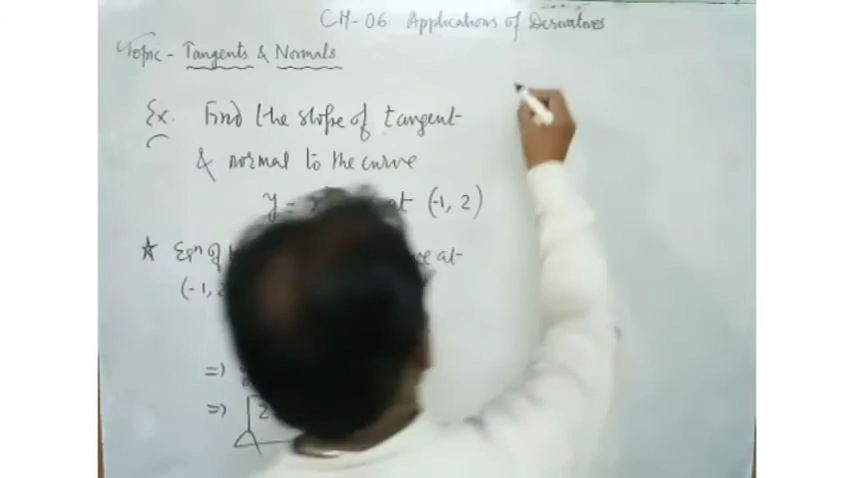 CH-06 Applications of Derivatives
Topic - Tangents & Normals
Ex. Find the slope of tangent
& normal to the curve
y = at (-1, 2)
★ Eqn of at
(-1, 2
=)
=) 2